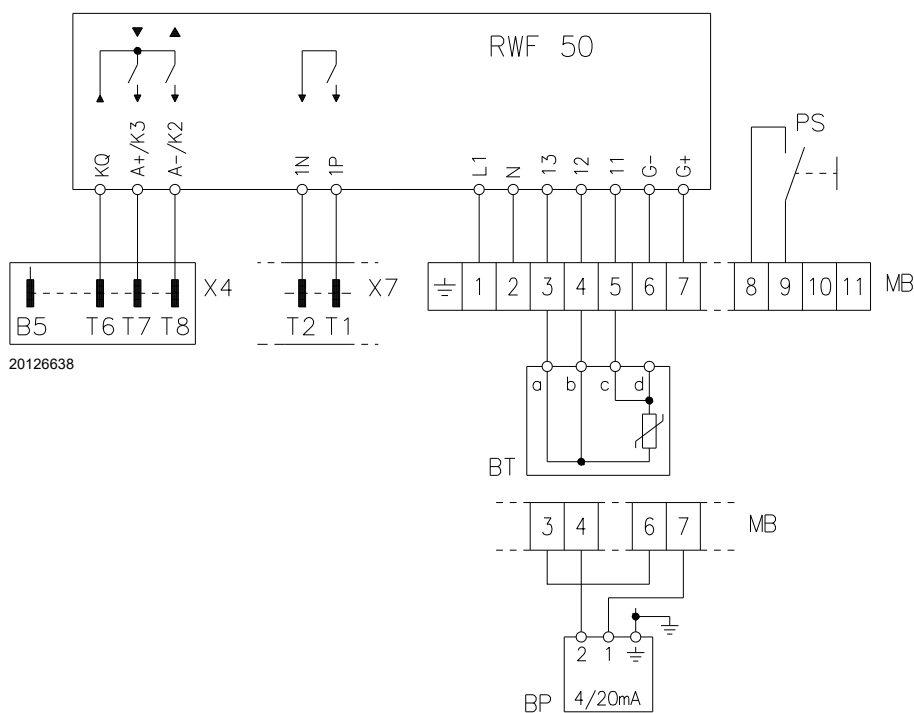 RWF 50
KQ
A+/K3
A-/K2
1N
1P
L1
N
13
12
11
G-
G+
PS
X4
X7
1
2
3
4
5
6
7
8
9
10
11
MB
B5
T6
T7
T8
T2
T1
20126638
a
b
c
d
BT
3
4
6
7
MB
2
1
BP
4/20mA